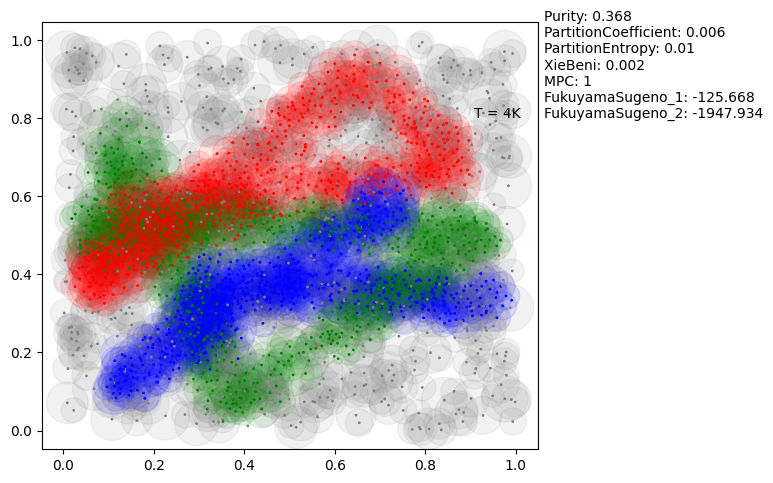 Purity: 0.368
PartitionCoefficient: 0.006
PartitionEntropy: 0.01
XieBeni: 0.002
MPC: 1
FukuyamaSugeno_1: -125.668
FukuyamaSugeno_2: -1947.934
T = 4K
1.0
0.8
0.6
0.4
0.2
0.0
0.0 0.2 0.4 0.6 0.8 1.0